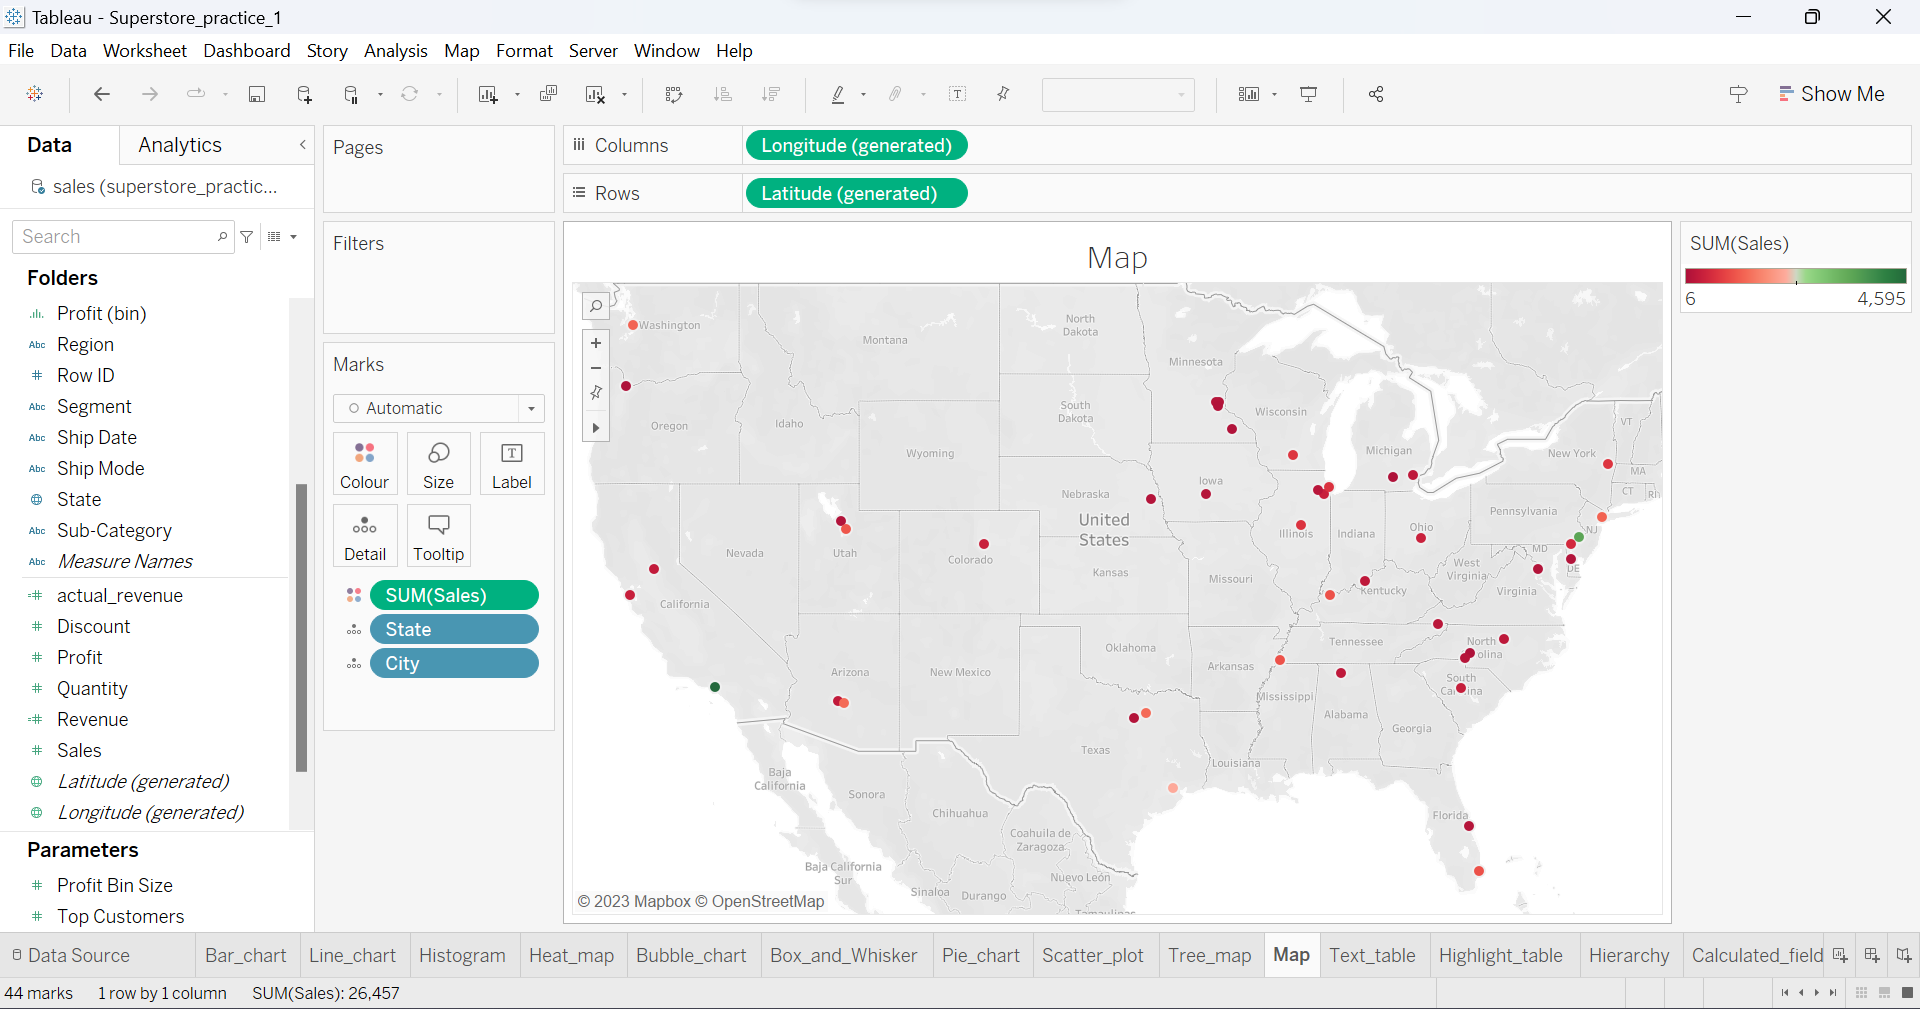 Tableau - Superstore_practice_1
File Data Worksheet Dashboard Story Analysis Map Format Server Window Help
Show Me
Data Analytics
sales (superstore_practic...
Search
Folders
Profit (bin)
Abc Region
Row ID
Abc Segment
Abc Ship Date
Abc Ship Mode
State
Abc Sub-Category
Abc Measure Names
actual_revenue
Discount
Profit
Quantity
Revenue
Sales
Latitude (generated)
Longitude (generated)
Parameters
Profit Bin Size
Top Customers
Pages
Filters
Marks
Automatic
Colour Size Label
Detail Tooltip
SUM(Sales)
State
City
Columns Longitude (generated)
Rows Latitude (generated)
Map
Washington
Montana
North
Dakota
Minnesota
Oregon
Idaho
Wyoming
South
Dakota
Wisconsin
Michigan
New York
VT
MA
CT
Nebraska
Iowa
United
States
Illinois
Indiana
Ohio
Pennsylvania
NJ
Nevada
Utah
Colorado
Kansas
Missouri
West
Virginia
MD
DE
Virginia
Kentucky
California
Arizona
New Mexico
Oklahoma
Arkansas
Tennessee
North
olina
South
Ca ina
Mississippi
Alabama
Georgia
Texas
Louisiana
Florida
Baja
California
Sonora
Chihuahua
Coahuila de
Zaragoza
Baja California
Sur
Sinaloa
Durango
Nuevo León
Tamaulipas
© 2023 Mapbox © OpenStreetMap
SUM(Sales)
6 4,595
Data Source Bar_chart Line_chart Histogram Heat_map Bubble_chart Box_and_Whisker Pie_chart Scatter_plot Tree_map Map Text_table Highlight_table Hierarchy Calculated_field
44 marks 1 row by 1 column SUM(Sales): 26,457